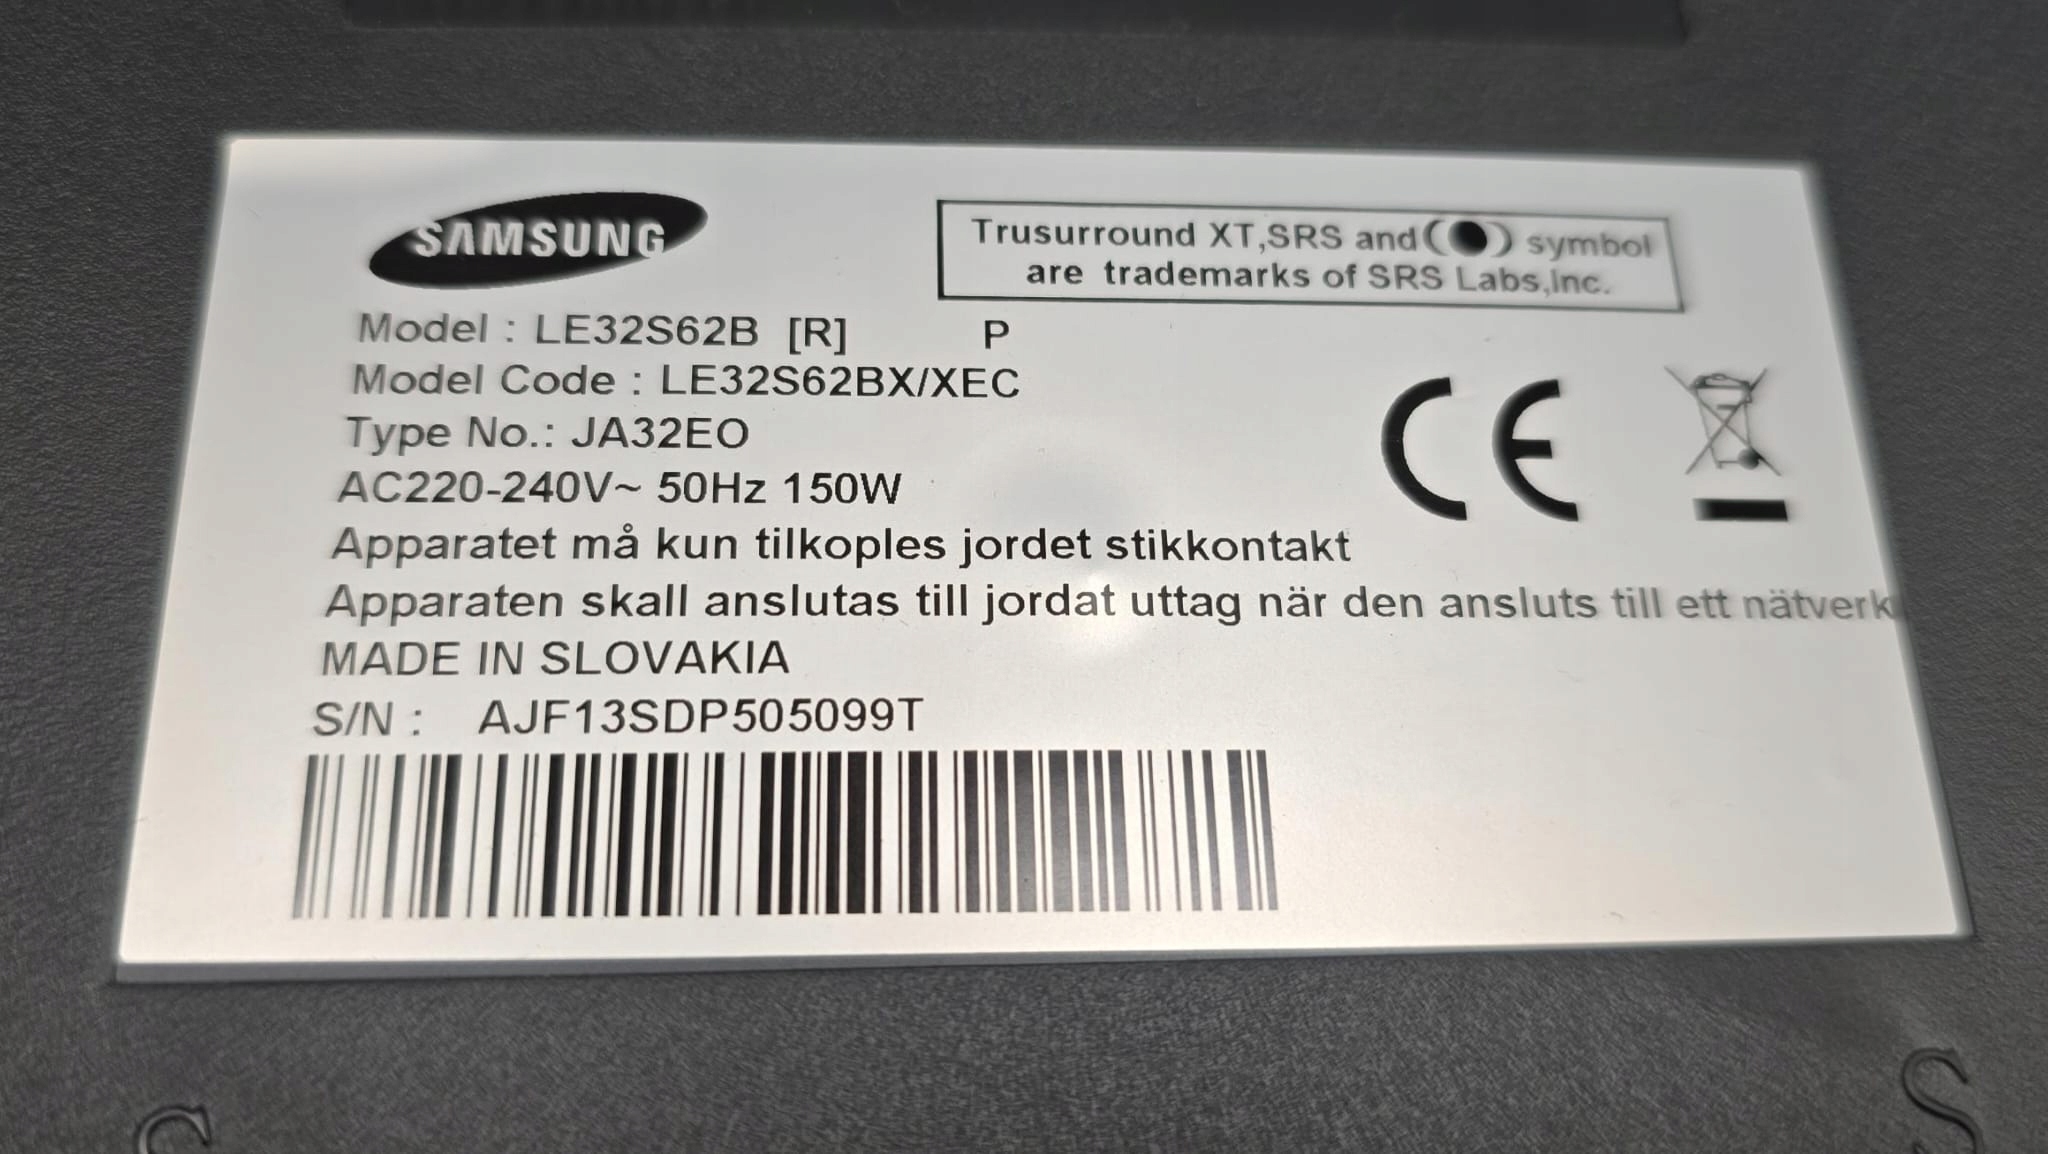 SAMSUNG
Trusurround XT,SRS and (●) symbol
are trademarks of SRS Labs,Inc.
Model : LE32S62B [R] P
Model Code : LE32S62BX/XEC
Type No.: JA32EO
AC220-240V~ 50Hz 150W
Apparatet må kun tilkoples jordet stikkontakt
Apparaten skall anslutas till jordat uttag när den ansluts till ett nätverk
MADE IN SLOVAKIA
S/N : AJF13SDP505099T
CE